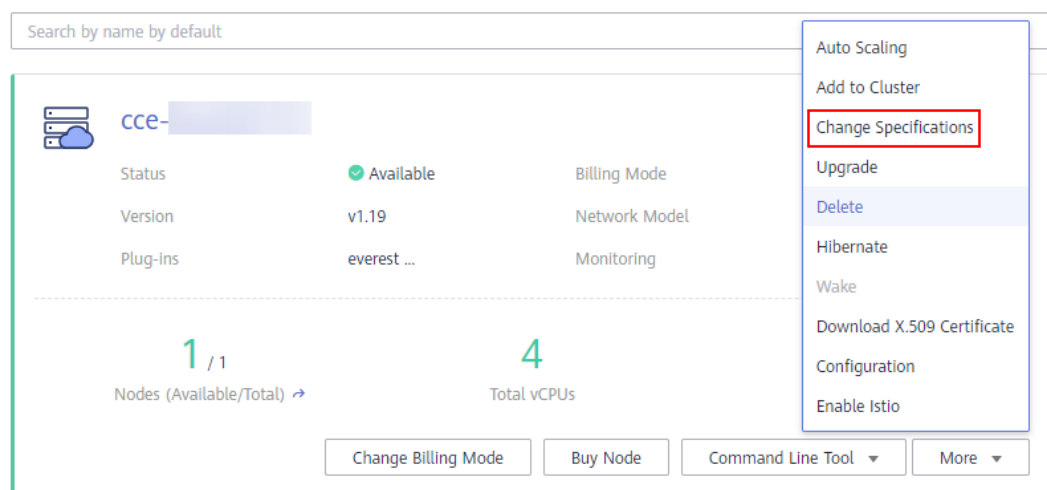 Search by name by default
cce-
Status
Available
Billing Mode
Version
v1.19
Network Model
Plug-ins
everest ...
Monitoring
1 / 1
Nodes (Available/Total)
4
Total vCPUs
Auto Scaling
Add to Cluster
Change Specifications
Upgrade
Delete
Hibernate
Wake
Download X.509 Certificate
Configuration
Enable Istio
Change Billing Mode
Buy Node
Command Line Tool
More